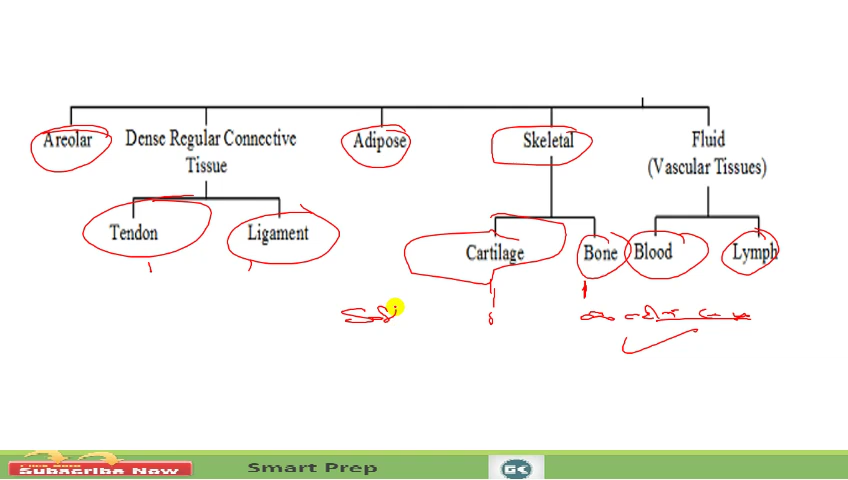 Areolar
Dense Regular Connective
Tissue
Adipose
Skeletal
Fluid
(Vascular Tissues)
Tendon
Ligament
Cartilage
Bone
Blood
Lymph
Subscribe Now
Smart Prep
GK